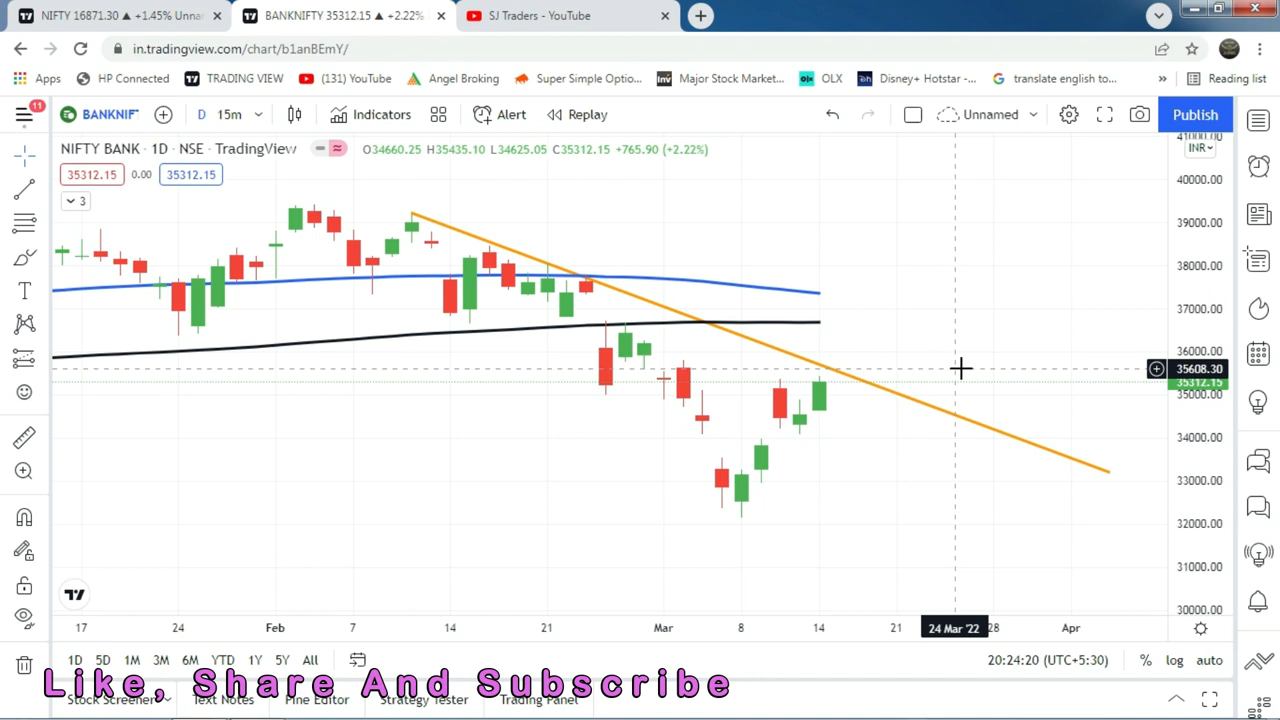 NIFTY 16871.30 ▲ +1.45% Unnar
BANKNIFTY 35312.15 ▲ +2.22%
SJ Traders - YouTube
in.tradingview.com/chart/b1anBEmY/
Apps
HP Connected
TRADING VIEW
(131) YouTube
Angel Broking
Super Simple Optio...
Major Stock Market...
OLX
Disney+ Hotstar -...
translate english to...
Reading list
11
BANKNIF
D
15m
Indicators
Alert
Replay
Unnamed
Publish
NIFTY BANK · 1D · NSE · TradingView
O34660.25 H35435.10 L34625.05 C35312.15 +765.90 (+2.22%)
35312.15
0.00
35312.15
3
41000.00
INR
40000.00
39000.00
38000.00
37000.00
36000.00
35608.30
35312.15
35000.00
34000.00
33000.00
32000.00
31000.00
30000.00
17 24 Feb 7 14 21 Mar 8 14 21 24 Mar '22 28 Apr
1D 5D 1M 3M 6M YTD 1Y 5Y All
20:24:20 (UTC+5:30)
% log auto
Like, Share And Subscribe
Stock Screener Text Notes Pine Editor Strategy Tester Trading Panel